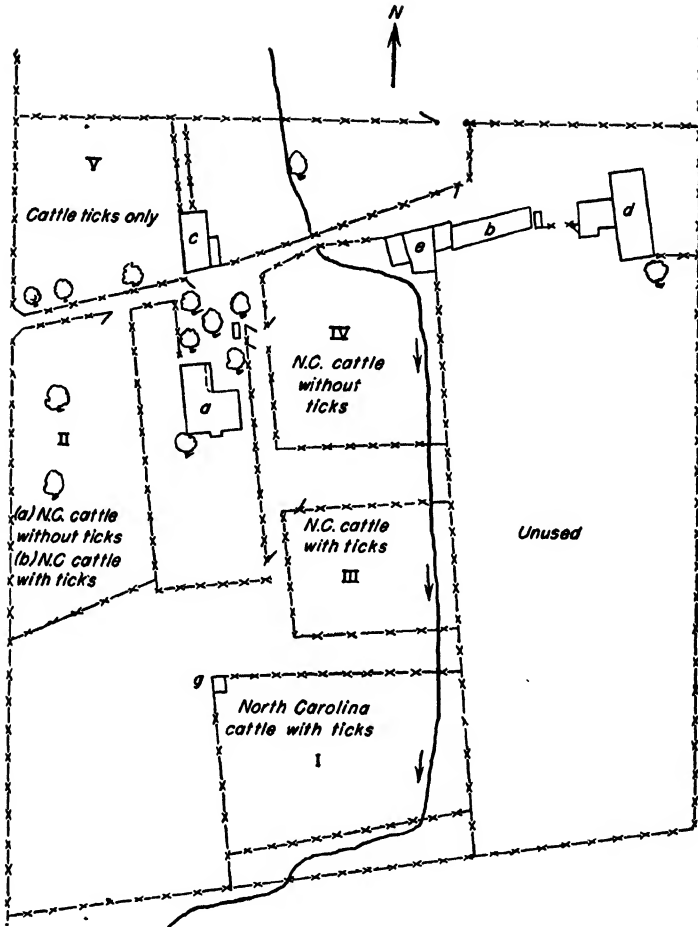 N
V
Cattle ticks only
c
d
b
e
IV
N.C. cattle
without
ticks
a
II
(a) N.C. cattle
without ticks
(b) N.C cattle
with ticks
N.C. cattle
with ticks
III
Unused
g
North Carolina
cattle with ticks
I